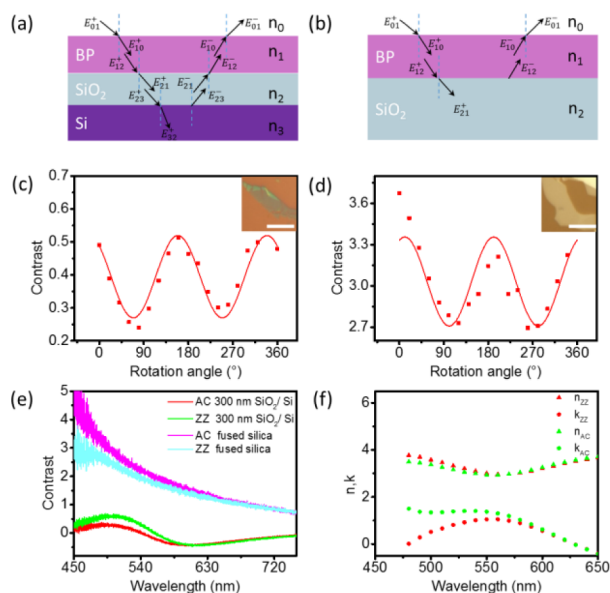 (a)
E₀₁⁺
E₀₁⁻
n₀
BP
E₁₀⁺
E₁₀⁻
E₁₂⁺
E₁₂⁻
n₁
SiO₂
E₂₁⁺
E₂₁⁻
E₂₃⁺
E₂₃⁻
n₂
Si
E₃₂⁺
n₃
(b)
E₀₁⁺
E₀₁⁻
n₀
BP
E₁₀⁺
E₁₀⁻
E₁₂⁺
E₁₂⁻
n₁
SiO₂
E₂₁⁺
n₂
(c)
Contrast
0.7
0.6
0.5
0.4
0.3
0.2
0 90 180 270 360
Rotation angle (°)
(d)
Contrast
3.6
3.3
3.0
2.7
0 90 180 270 360
Rotation angle (°)
(e)
Contrast
5
4
3
2
1
0
AC 300 nm SiO₂/ Si
ZZ 300 nm SiO₂/ Si
AC fused silica
ZZ fused silica
450 540 630 720
Wavelength (nm)
(f)
n,k
6
4
2
0
n_ZZ
k_ZZ
n_AC
k_AC
450 500 550 600 650
Wavelength (nm)